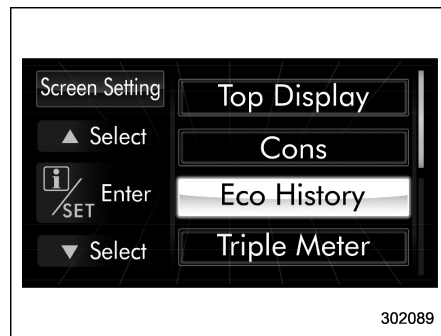 Screen Setting
▲ Select
i/SET Enter
▼ Select
Top Display
Cons
Eco History
Triple Meter
302089